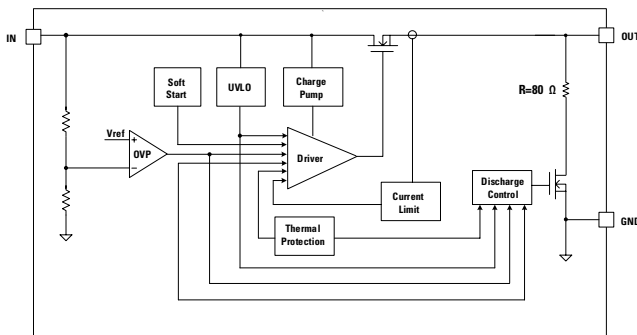 IN
OUT
Soft
Start
UVLO
Charge
Pump
R=80 Ω
Vref
+
OVP
−
Driver
Current
Limit
Discharge
Control
Thermal
Protection
GND